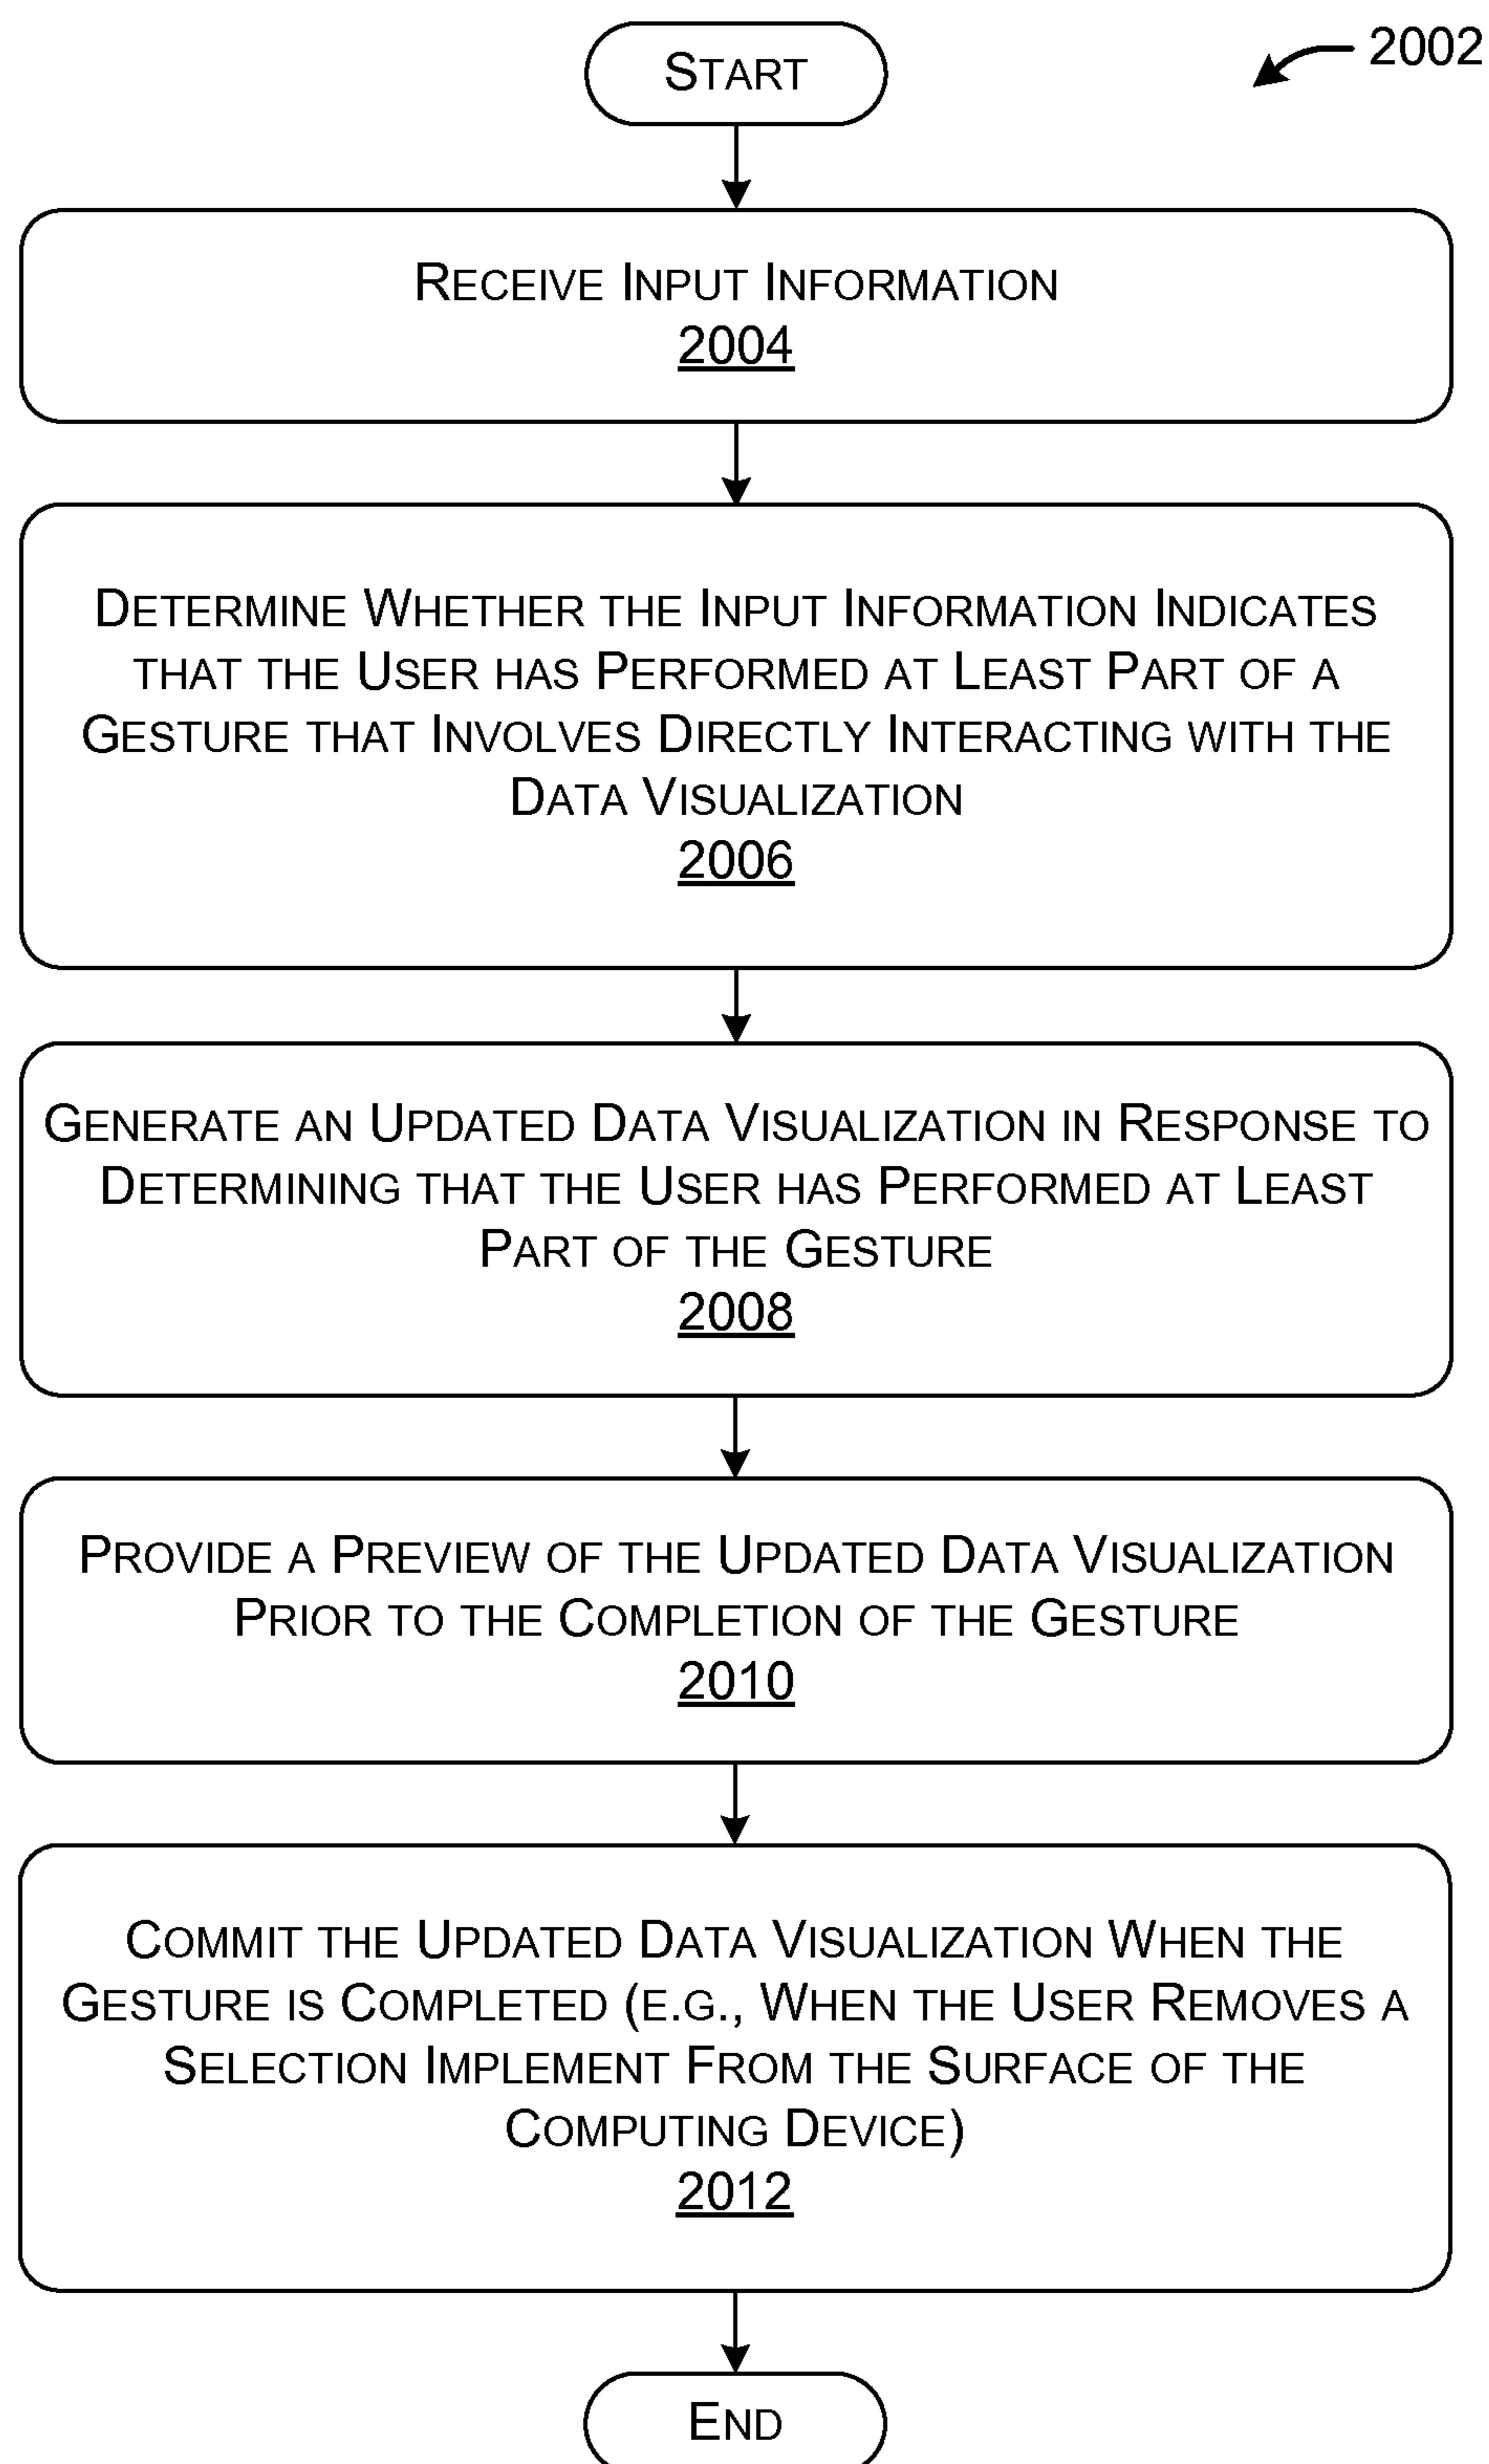 START
2002
RECEIVE INPUT INFORMATION
2004
DETERMINE WHETHER THE INPUT INFORMATION INDICATES
THAT THE USER HAS PERFORMED AT LEAST PART OF A
GESTURE THAT INVOLVES DIRECTLY INTERACTING WITH THE
DATA VISUALIZATION
2006
GENERATE AN UPDATED DATA VISUALIZATION IN RESPONSE TO
DETERMINING THAT THE USER HAS PERFORMED AT LEAST
PART OF THE GESTURE
2008
PROVIDE A PREVIEW OF THE UPDATED DATA VISUALIZATION
PRIOR TO THE COMPLETION OF THE GESTURE
2010
COMMIT THE UPDATED DATA VISUALIZATION WHEN THE
GESTURE IS COMPLETED (E.G., WHEN THE USER REMOVES A
SELECTION IMPLEMENT FROM THE SURFACE OF THE
COMPUTING DEVICE)
2012
END